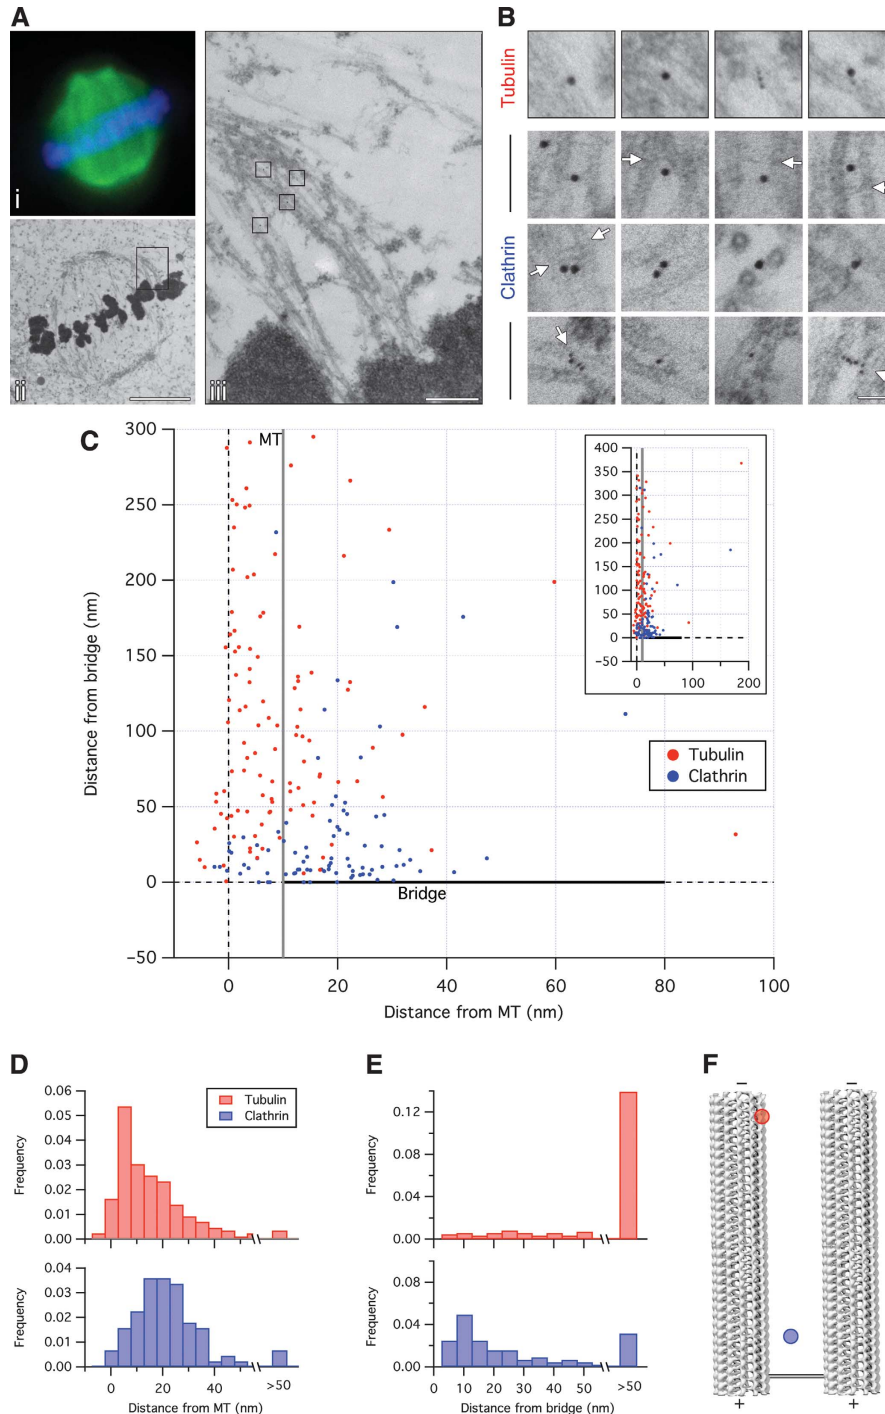 A
B
i
ii
iii
Tubulin
Clathrin
C
Distance from bridge (nm)
300
250
200
150
100
50
0
−50
MT
Bridge
0 20 40 60 80 100
Distance from MT (nm)
400
350
300
250
200
150
100
50
0
−50
0 100 200
Tubulin
Clathrin
D
Frequency
0.06
0.05
0.04
0.03
0.02
0.01
0.00
Tubulin
Clathrin
Frequency
0.04
0.03
0.02
0.01
0.00
0 20 40 >50
Distance from MT (nm)
E
Frequency
0.12
0.08
0.04
0.00
Frequency
0.08
0.04
0.00
0 10 20 30 40 50 >50
Distance from bridge (nm)
F
− −
+ +